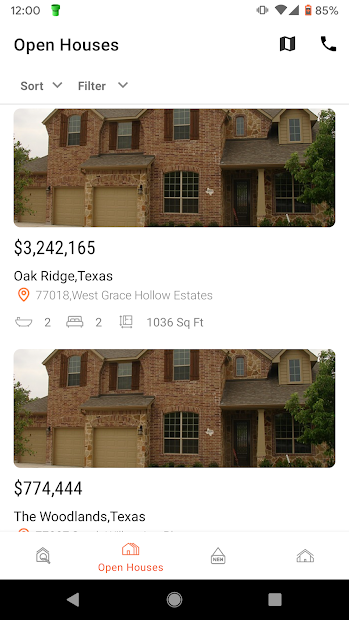 12:00
85%
Open Houses
Sort
Filter
$3,242,165
Oak Ridge,Texas
77018,West Grace Hollow Estates
2
2
1036 Sq Ft
$774,444
The Woodlands,Texas
NEW
Open Houses